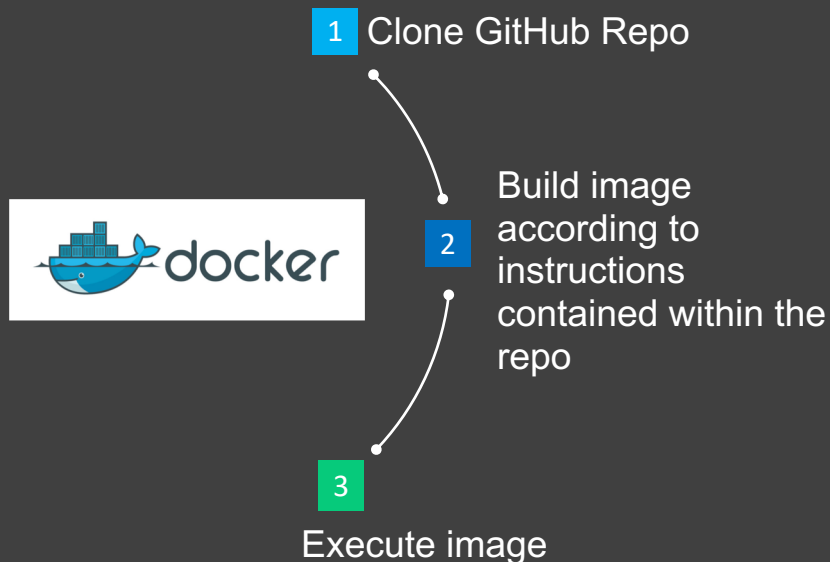 1 Clone GitHub Repo
docker
2
Build image
according to
instructions
contained within the
repo
3
Execute image